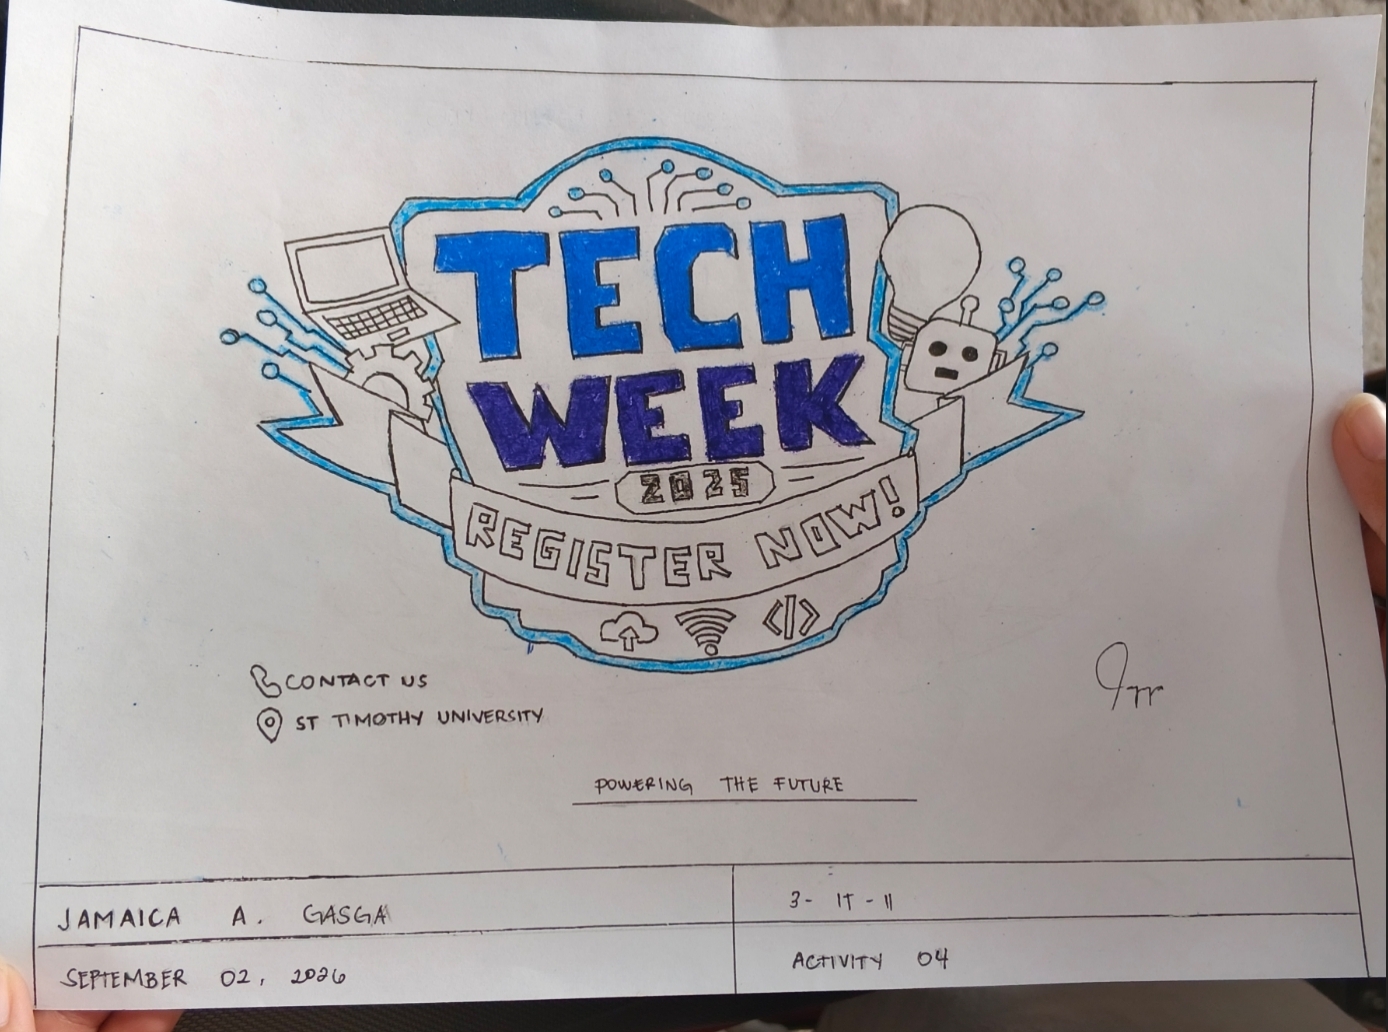 TECH
WEEK
2025
REGISTER NOW!
CONTACT US
ST TIMOTHY UNIVERSITY
POWERING THE FUTURE
JAMAICA A. GASGA
3- IT - 11
SEPTEMBER 02, 2026
ACTIVITY 04